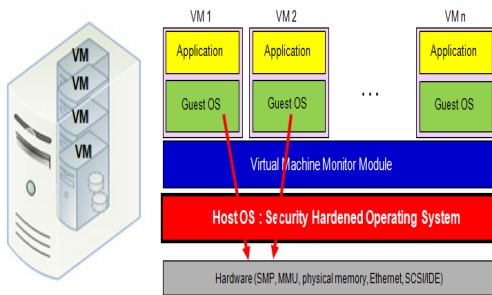 VM
VM
VM
VM
VM 1
VM 2
VM n
Application
Application
Application
Guest OS
Guest OS
. . .
Guest OS
Virtual Machine Monitor Module
Host OS : Security Hardened Operating System
Hardware (SMP, MMU, physical memory, Ethernet, SCSI/IDE)